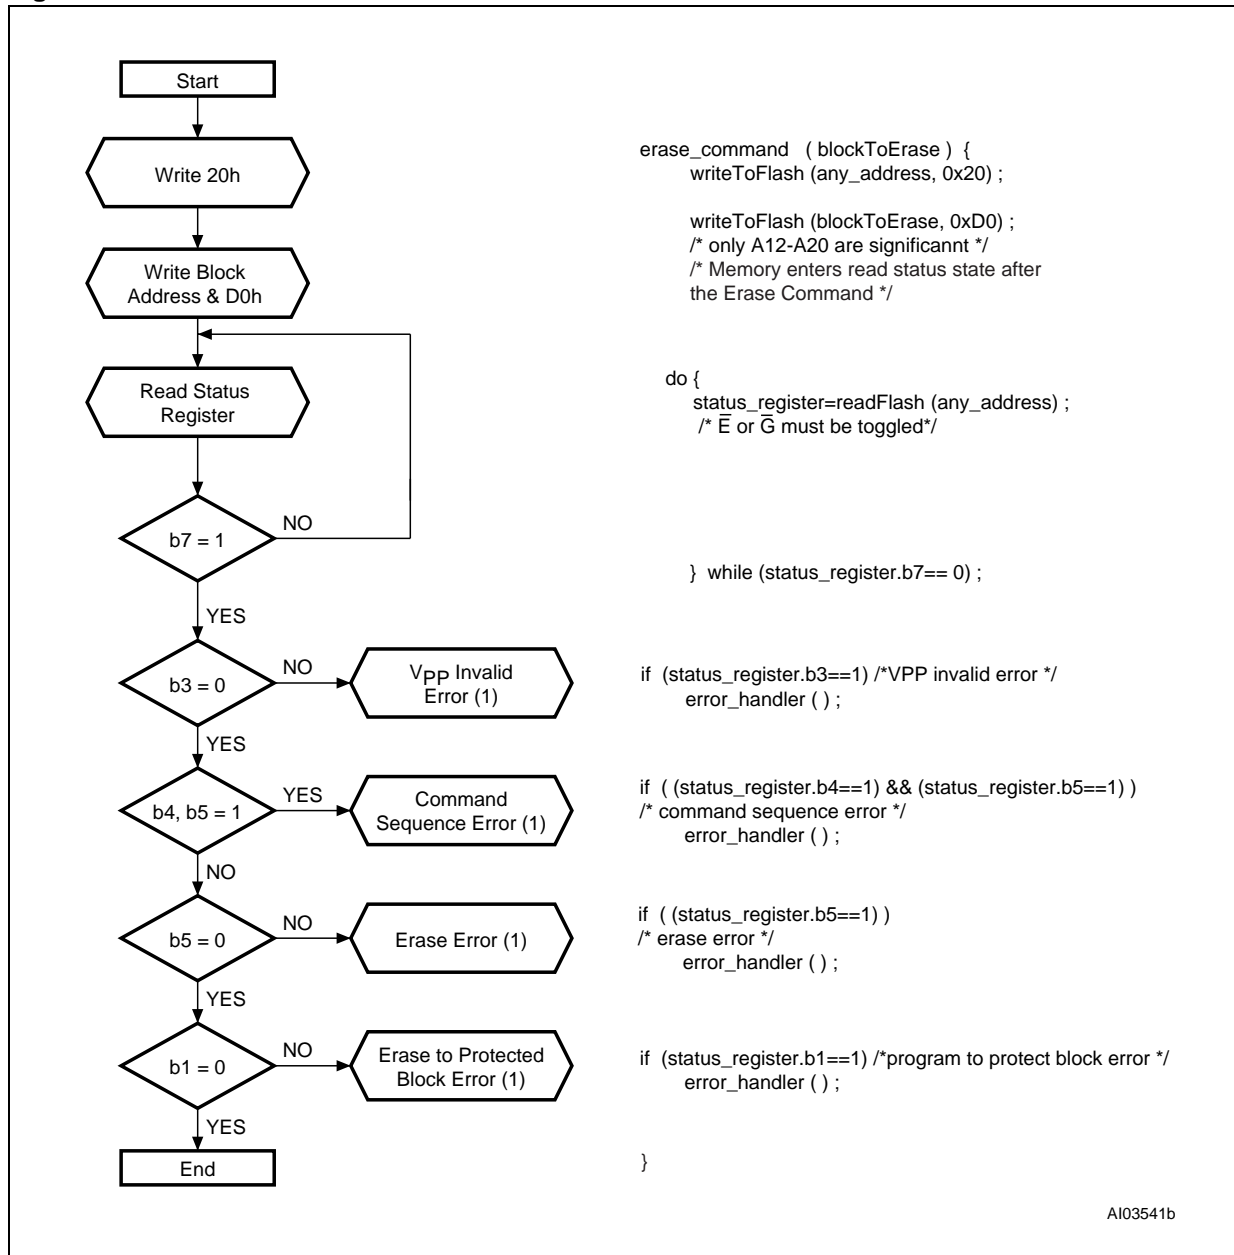 Start
Write 20h
Write Block
Address & D0h
Read Status
Register
b7 = 1
NO
YES
b3 = 0
NO
VPP Invalid
Error (1)
YES
b4, b5 = 1
YES
Command
Sequence Error (1)
NO
b5 = 0
NO
Erase Error (1)
YES
b1 = 0
NO
Erase to Protected
Block Error (1)
YES
End
erase_command ( blockToErase ) {
writeToFlash (any_address, 0x20) ;
writeToFlash (blockToErase, 0xD0) ;
/* only A12-A20 are significannt */
/* Memory enters read status state after
the Erase Command */
do {
status_register=readFlash (any_address) ;
/* E̅ or G̅ must be toggled*/
} while (status_register.b7== 0) ;
if (status_register.b3==1) /*VPP invalid error */
error_handler ( ) ;
if ( (status_register.b4==1) && (status_register.b5==1) )
/* command sequence error */
error_handler ( ) ;
if ( (status_register.b5==1) )
/* erase error */
error_handler ( ) ;
if (status_register.b1==1) /*program to protect block error */
error_handler ( ) ;
}
AI03541b